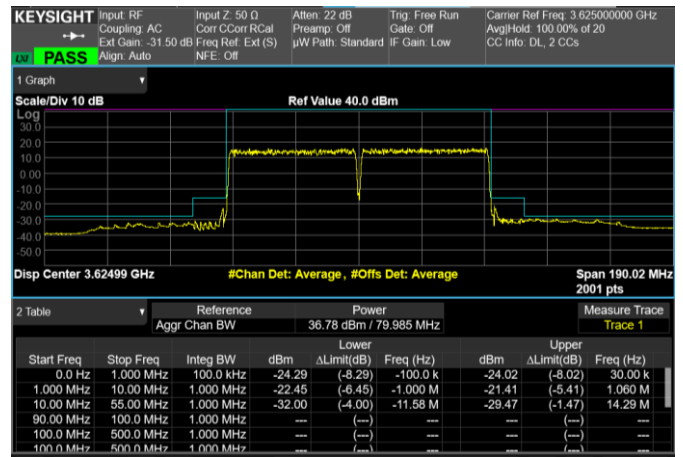 KEYSIGHT Input: RF Input Z: 50 Ω Atten: 22 dB Trig: Free Run Carrier Ref Freq: 3.625000000 GHz
Coupling: AC Corr CCorr RCal Preamp: Off Gate: Off Avg|Hold: 100.00% of 20
Ext Gain: -31.50 dB Freq Ref: Ext (S) µW Path: Standard IF Gain: Low CC Info: DL, 2 CCs
LXI PASS Align: Auto NFE: Off
1 Graph
Scale/Div 10 dB Ref Value 40.0 dBm
Log
30.0
20.0
10.0
0.00
-10.0
-20.0
-30.0
-40.0
-50.0
Disp Center 3.62499 GHz #Chan Det: Average, #Offs Det: Average Span 190.02 MHz
2001 pts
2 Table Reference Power Measure Trace
Aggr Chan BW 36.78 dBm / 79.985 MHz Trace 1
Lower Upper
Start Freq Stop Freq Integ BW dBm ΔLimit(dB) Freq (Hz) dBm ΔLimit(dB) Freq (Hz)
0.0 Hz 1.000 MHz 100.0 kHz -24.29 (-8.29) -100.0 k -24.02 (-8.02) 30.00 k
1.000 MHz 10.00 MHz 1.000 MHz -22.45 (-6.45) -1.000 M -21.41 (-5.41) 1.060 M
10.00 MHz 55.00 MHz 1.000 MHz -32.00 (-4.00) -11.58 M -29.47 (-1.47) 14.29 M
90.00 MHz 100.0 MHz 1.000 MHz --- (---) --- --- (---) ---
100.0 MHz 500.0 MHz 1.000 MHz --- (---) --- --- (---) ---
100.0 MHz 500.0 MHz 1.000 MHz --- (---) --- --- (---) ---